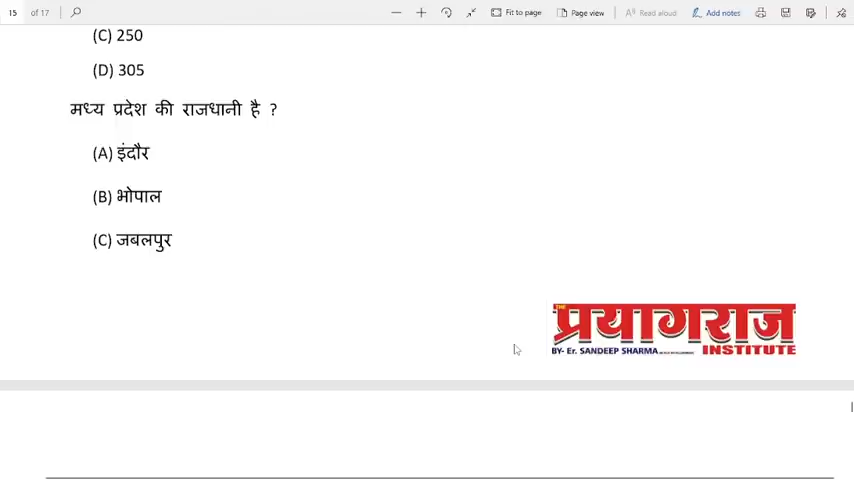 15 of 17 Fit to page Page view Read aloud Add notes
(C) 250
(D) 305
मध्य प्रदेश की राजधानी है ?
(A) इंदौर
(B) भोपाल
(C) जबलपुर
THE
प्रयागराज
BY- Er. SANDEEP SHARMA
INSTITUTE